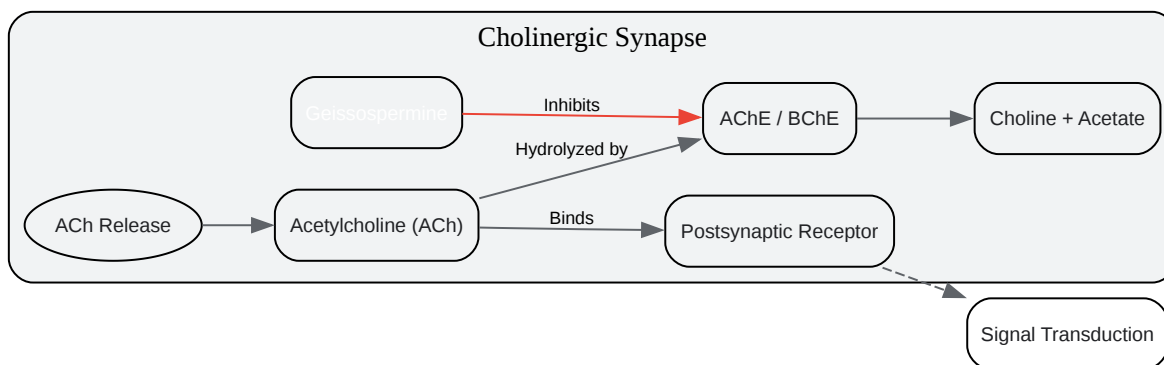 Cholinergic Synapse
Geissospermine
Inhibits
AChE / BChE
Choline + Acetate
Hydrolyzed by
ACh Release
Acetylcholine (ACh)
Binds
Postsynaptic Receptor
Signal Transduction